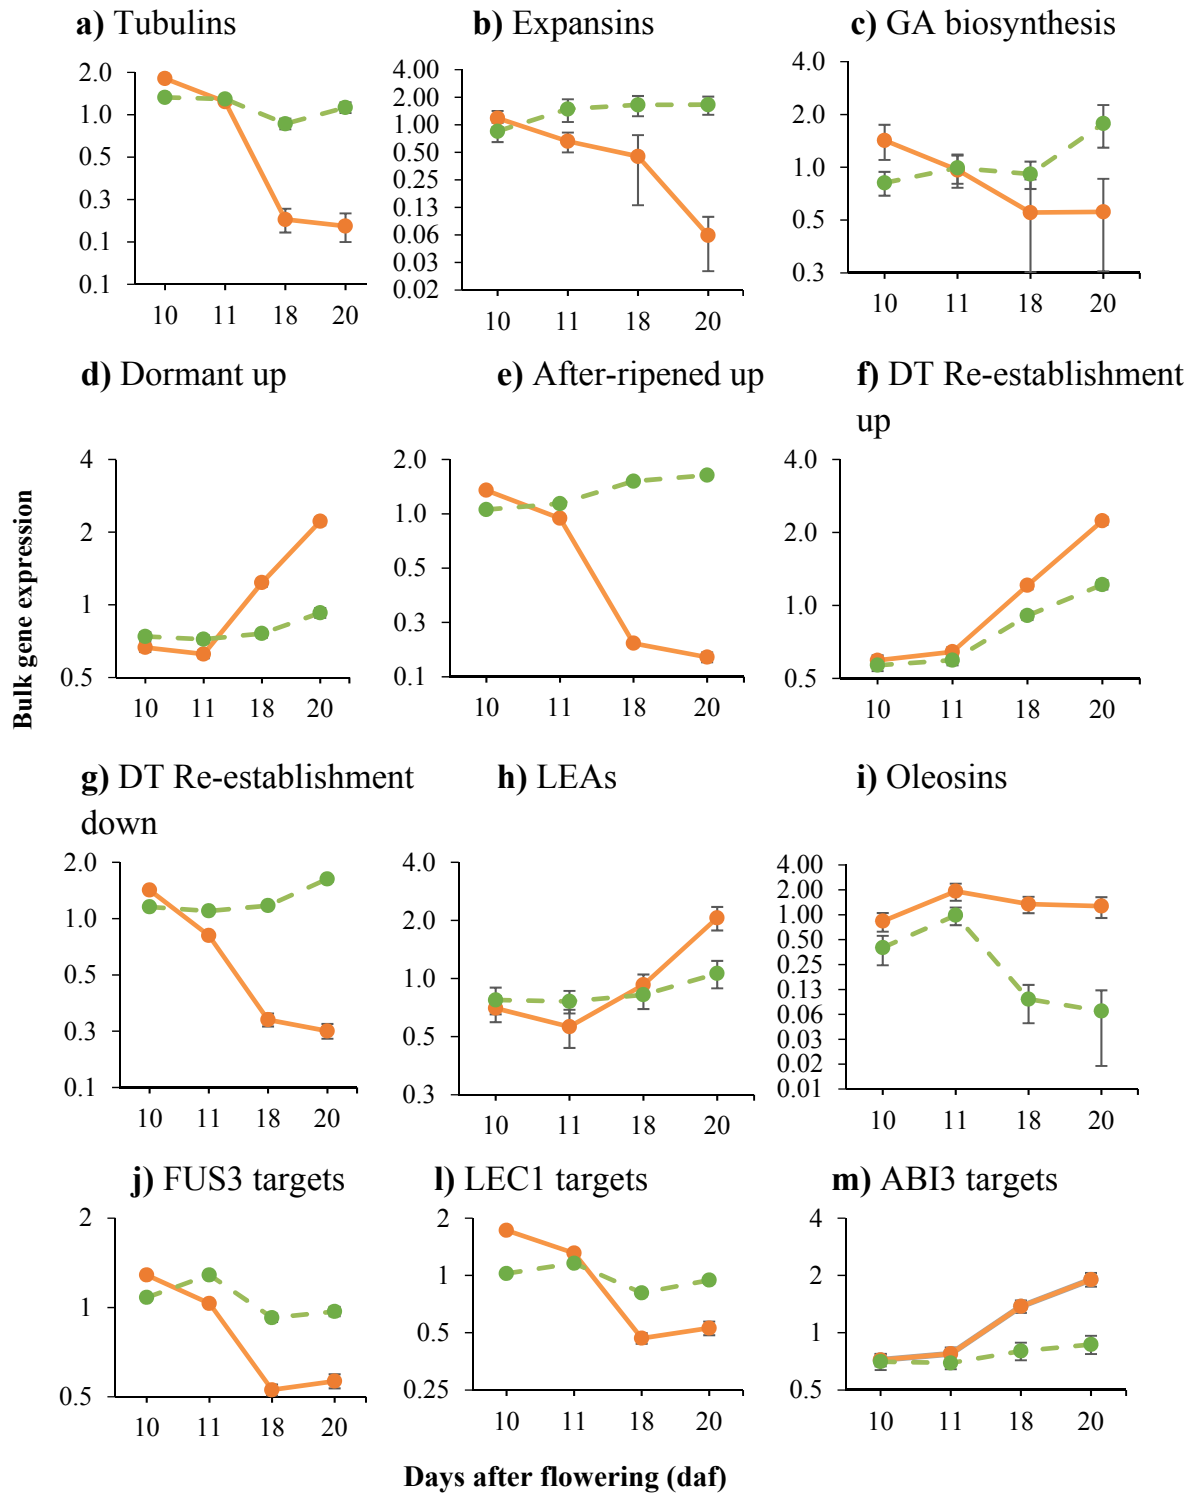 a) Tubulins
2.0
1.0
0.5
0.3
0.1
0.1
10 11 18 20
b) Expansins
4.00
2.00
1.00
0.50
0.25
0.13
0.06
0.03
0.02
10 11 18 20
c) GA biosynthesis
4.0
2.0
1.0
0.5
0.3
10 11 18 20
Bulk gene expression
d) Dormant up
4
2
1
0.5
10 11 18 20
e) After-ripened up
2.0
1.0
0.5
0.3
0.1
10 11 18 20
f) DT Re-establishment
up
4.0
2.0
1.0
0.5
10 11 18 20
g) DT Re-establishment
down
2.0
1.0
0.5
0.3
0.1
10 11 18 20
h) LEAs
4.0
2.0
1.0
0.5
0.3
10 11 18 20
i) Oleosins
4.00
2.00
1.00
0.50
0.25
0.13
0.06
0.03
0.02
0.01
10 11 18 20
j) FUS3 targets
2
1
0.5
10 11 18 20
l) LEC1 targets
2
1
0.5
0.25
10 11 18 20
m) ABI3 targets
4
2
1
0.5
10 11 18 20
Days after flowering (daf)